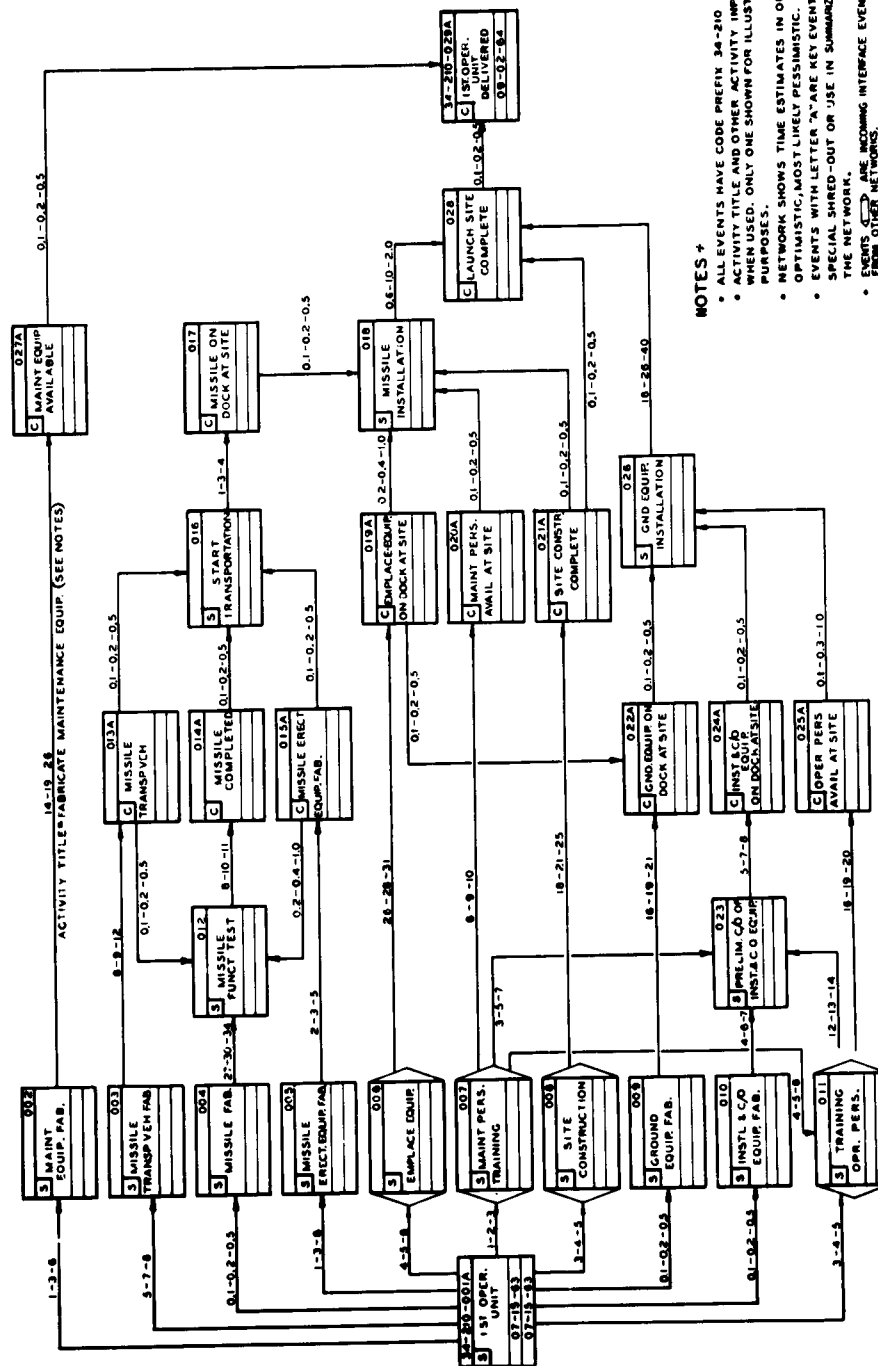 34-210-001A
S 1ST OPER.
UNIT
07-15-63
07-15-63
1-3-6
5-7-8
0.1-0.2-0.5
1-3-6
4-5-6
1-2-3
3-4-5
0.1-0.2-0.5
0.1-0.2-0.5
3-4-5
002
S MAINT
EQUIP. FAB.
003
S MISSILE
TRANSP VEH FAB
004
S MISSILE FAB.
005
S MISSILE
ERECT. EQUIP. FAB.
006
S EMPLACE EQUIP.
007
S MAINT PERS.
TRAINING
008
S SITE
CONSTRUCTION
009
S GROUND
EQUIP. FAB.
010
S INSTL & C/O
EQUIP. FAB.
011
S TRAINING
OPR. PERS.
14-19 26
ACTIVITY TITLE=FABRICATE MAINTENANCE EQUIP. (SEE NOTES)
8-9-12
27-30-34
2-3-5
26-28-31
8-9-10
3-5-7
18-21-25
4-5-6
16-19-21
4-6-7
12-13-14
16-19-20
012
S MISSILE
FUNCT TEST
0.1-0.2-0.5
8-10-11
0.2-0.4-1.0
023
S PRELIM. C/O OF
INST.& C.O EQUIP.
5-7-8
013A
C MISSILE
TRANSP VEH
014A
C MISSILE
COMPLETED
015A
C MISSILE ERECT
EQUIP. FAB.
0.1-0.2-0.5
0.1-0.2-0.5
0.1-0.2-0.5
016
S START
TRANSPORTATION
1-3-4
017
C MISSILE ON
DOCK AT SITE
0.1-0.2-0.5
027A
C MAINT EQUIP
AVAILABLE
0.1-0.2-0.5
019A
C EMPLACE-EQUIP.
ON DOCK AT SITE
0.2-0.4-1.0
0.1-0.2-0.5
020A
C MAINT PERS.
AVAIL AT SITE
0.1-0.2-0.5
021A
C SITE CONSTR
COMPLETE
0.1-0.2-0.5
0.1-0.2-0.5
018
S MISSILE
INSTALLATION
0.6-1.0-2.0
022A
C GND. EQUIP. ON
DOCK AT SITE
0.1-0.2-0.5
024A
C INST & C/O
EQUIP.
ON DOCK AT SITE
0.1-0.2-0.5
025A
C OPER PERS
AVAIL AT SITE
0.1-0.3-1.0
026
S GND EQUIP.
INSTALLATION
18-26-40
028
C LAUNCH SITE
COMPLETE
0.1-0.2-0.5
34-210-029A
C 1ST. OPER.
UNIT
DELIVERED
09-02-64
NOTES
• ALL EVENTS HAVE CODE PREFIX 34-210
• ACTIVITY TITLE AND OTHER ACTIVITY
WHEN USED. ONLY ONE SHOWN FOR
PURPOSES.
• NETWORK SHOWS TIME ESTIMATES IN
OPTIMISTIC, MOST LIKELY PESSIMISTIC.
• EVENTS WITH LETTER "A" ARE KEY
SPECIAL SHRED-OUT OR USE IN
THE NETWORK.
• EVENTS ARE INCOMING INTERFACE
FROM OTHER NETWORKS.